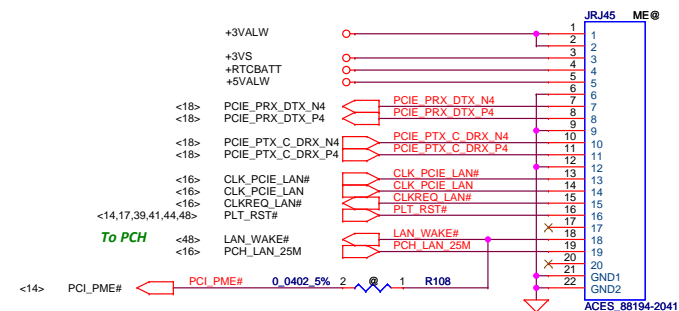 JRJ45 ME@
+3VALW 1 1
2 2
+3VS 3 3
+RTCBATT 4 4
+5VALW 5 5
6 6
<18> PCIE_PRX_DTX_N4 PCIE_PRX_DTX_N4 7 7
<18> PCIE_PRX_DTX_P4 PCIE_PRX_DTX_P4 8 8
9 9
<18> PCIE_PTX_C_DRX_N4 PCIE_PTX_C_DRX_N4 10 10
<18> PCIE_PTX_C_DRX_P4 PCIE_PTX_C_DRX_P4 11 11
12 12
<16> CLK_PCIE_LAN# CLK_PCIE_LAN# 13 13
<16> CLK_PCIE_LAN CLK_PCIE_LAN 14 14
<16> CLKREQ_LAN# CLKREQ_LAN# 15 15
<14,17,39,41,44,48> PLT_RST# PLT_RST# 16 16
17 17
To PCH
<48> LAN_WAKE# LAN_WAKE# 18 18
<16> PCH_LAN_25M PCH_LAN_25M 19 19
20 20
21 GND1
22 GND2
<14> PCI_PME# PCI_PME# 0_0402_5% 2 @ 1 R108
ACES_88194-2041